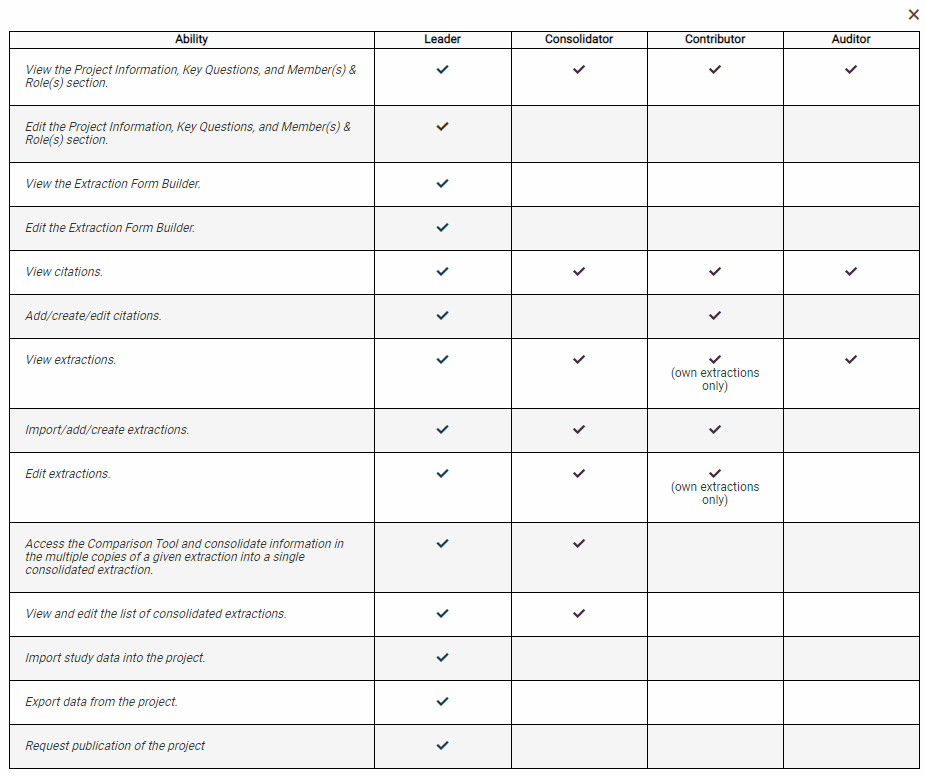 Ability Leader Consolidator Contributor Auditor
View the Project Information, Key Questions, and Member(s) &
Role(s) section.
Edit the Project Information, Key Questions, and Member(s) &
Role(s) section.
View the Extraction Form Builder.
Edit the Extraction Form Builder.
View citations.
Add/create/edit citations.
View extractions.
(own extractions
only)
Import/add/create extractions.
Edit extractions.
(own extractions
only)
Access the Comparison Tool and consolidate information in
the multiple copies of a given extraction into a single
consolidated extraction.
View and edit the list of consolidated extractions.
Import study data into the project.
Export data from the project.
Request publication of the project